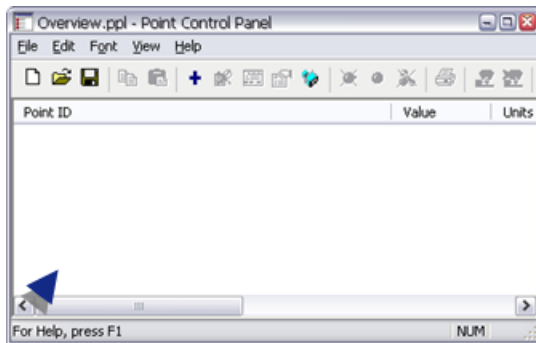 Overview.ppl - Point Control Panel
File Edit Font View Help
Point ID Value Units
For Help, press F1 NUM